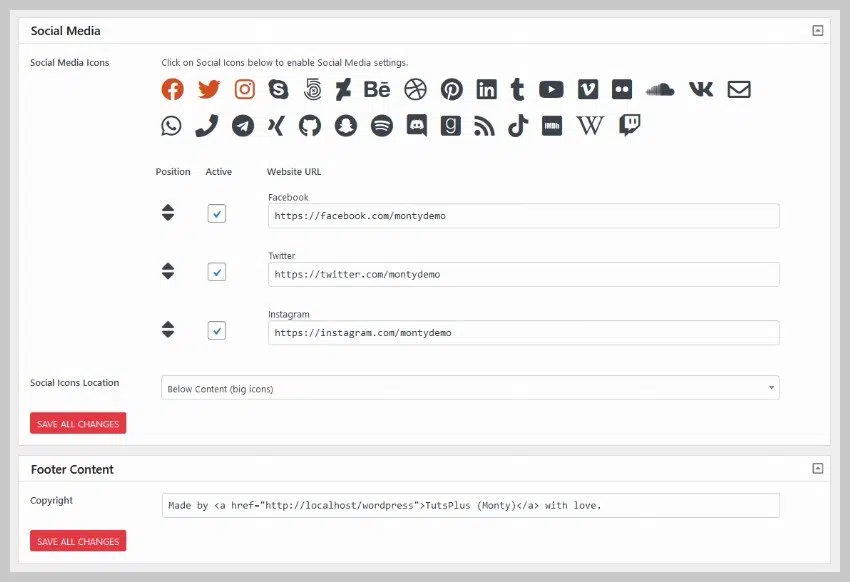 Social Media
Social Media Icons
Click on Social Icons below to enable Social Media settings.
Position Active Website URL
Facebook
https://facebook.com/montydemo
Twitter
https://twitter.com/montydemo
Instagram
https://instagram.com/montydemo
Social Icons Location
Below Content (big icons)
SAVE ALL CHANGES
Footer Content
Copyright
Made by <a href="http://localhost/wordpress">TutsPlus (Monty)</a> with love.
SAVE ALL CHANGES